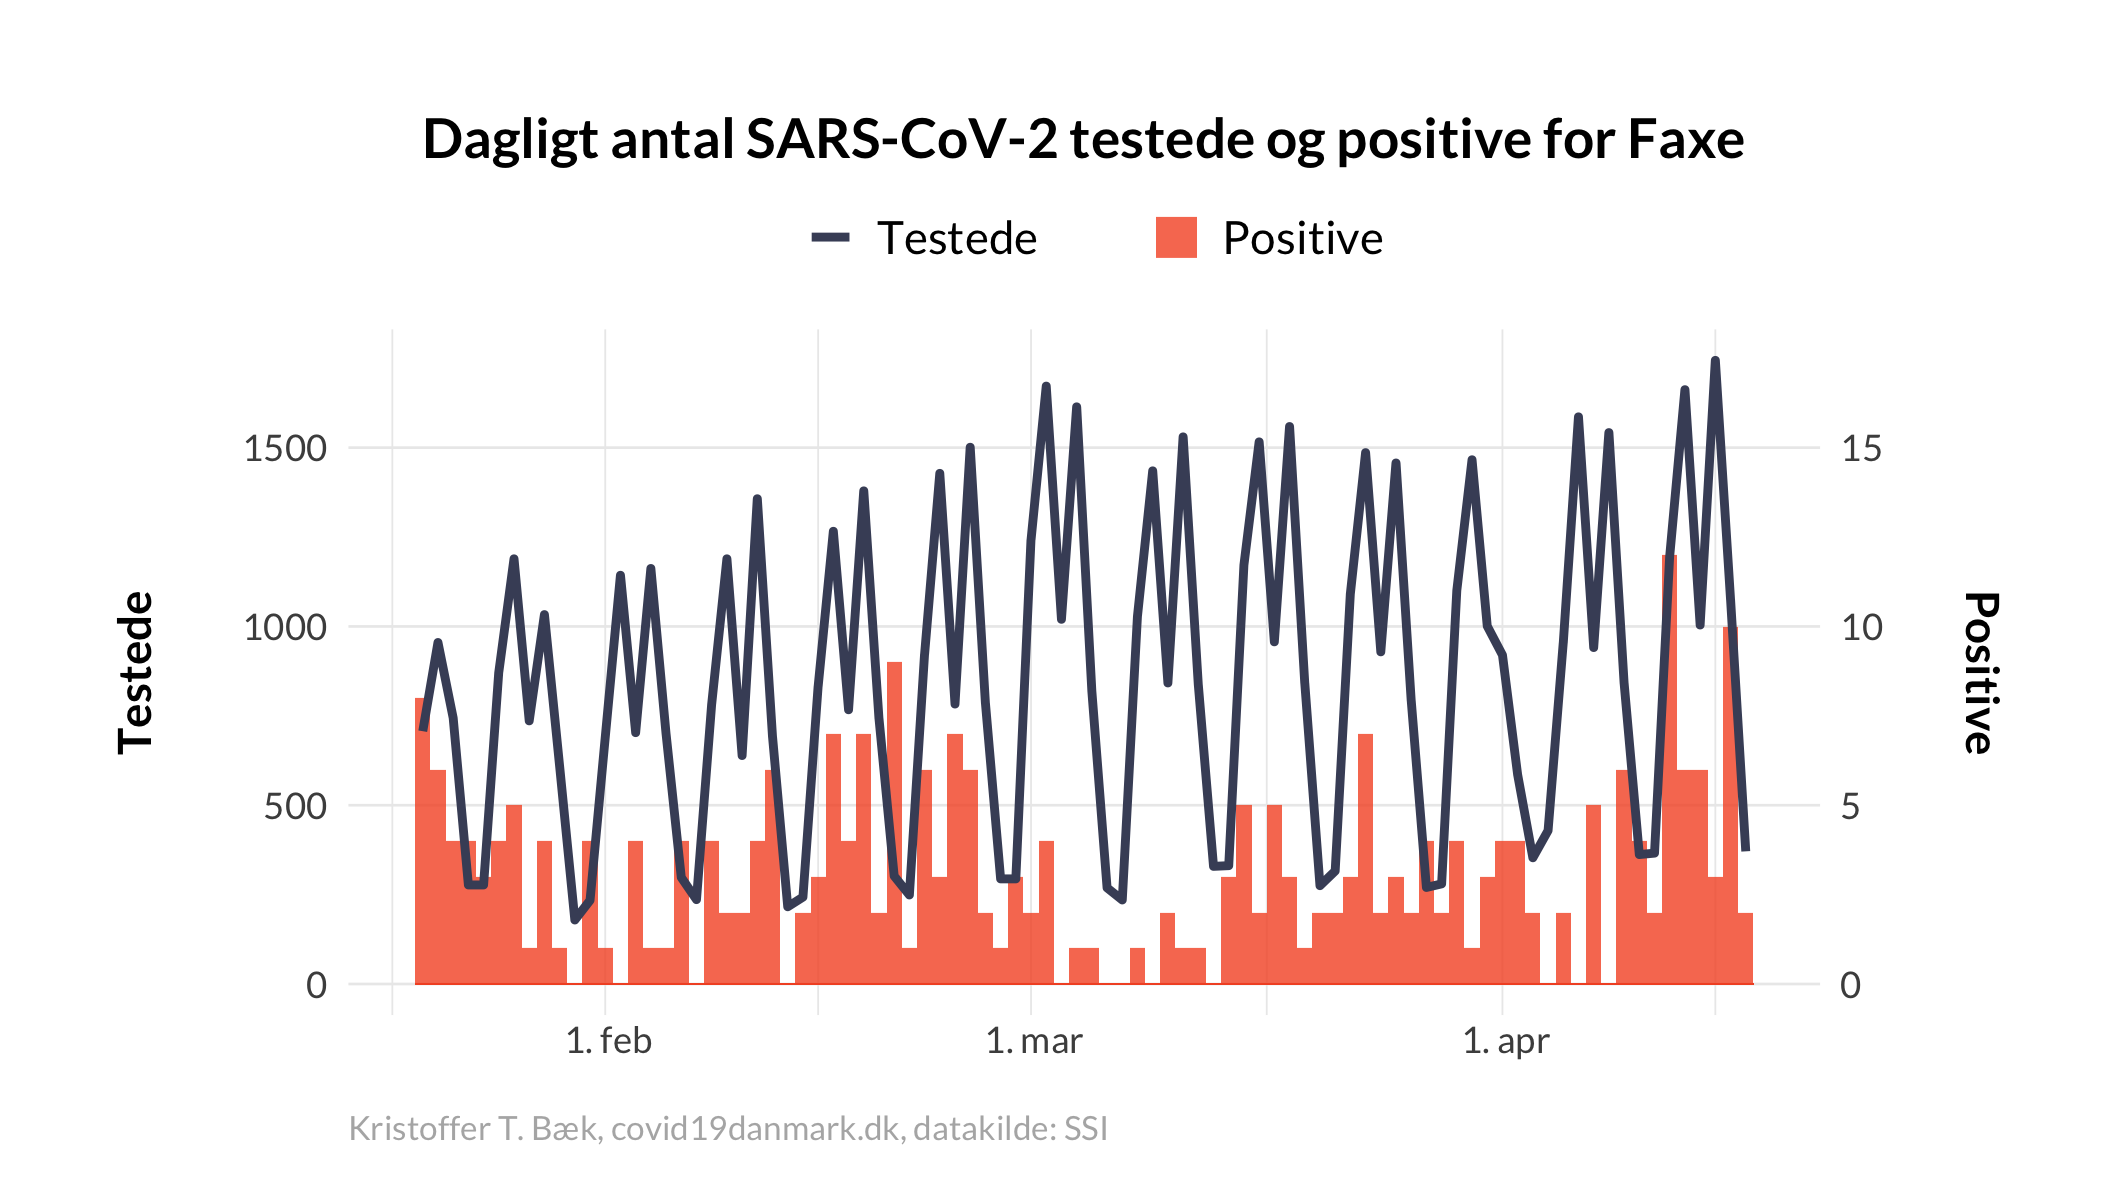 Dagligt antal SARS-CoV-2 testede og positive for Faxe
Testede
Positive
Testede
1500
1000
500
0
15
10
5
0
Positive
1. feb
1. mar
1. apr
Kristoffer T. Bæk, covid19danmark.dk, datakilde: SSI